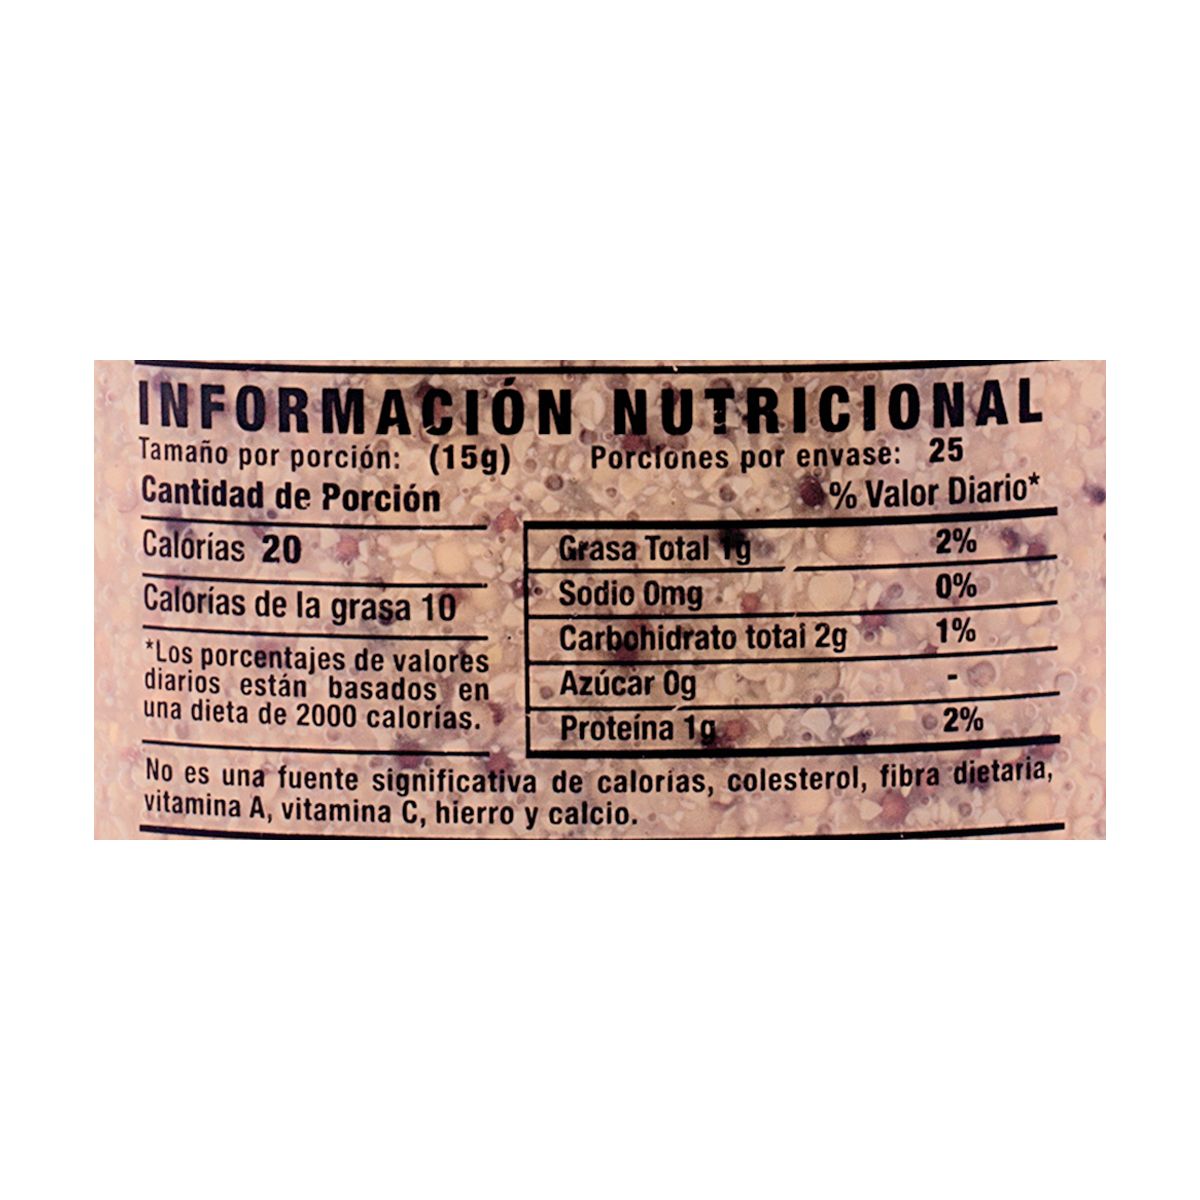 INFORMACIÓN NUTRICIONAL
Tamaño por porción: (15g) Porciones por envase: 25
Cantidad de Porción
% Valor Diario*
Calorías 20
Calorías de la grasa 10
*Los porcentajes de valores
diarios están basados en
una dieta de 2000 calorías.
Grasa Total 1g 2%
Sodio 0mg 0%
Carbohidrato total 2g 1%
Azúcar 0g -
Proteína 1g 2%
No es una fuente significativa de calorías, colesterol, fibra dietaria,
vitamina A, vitamina C, hierro y calcio.